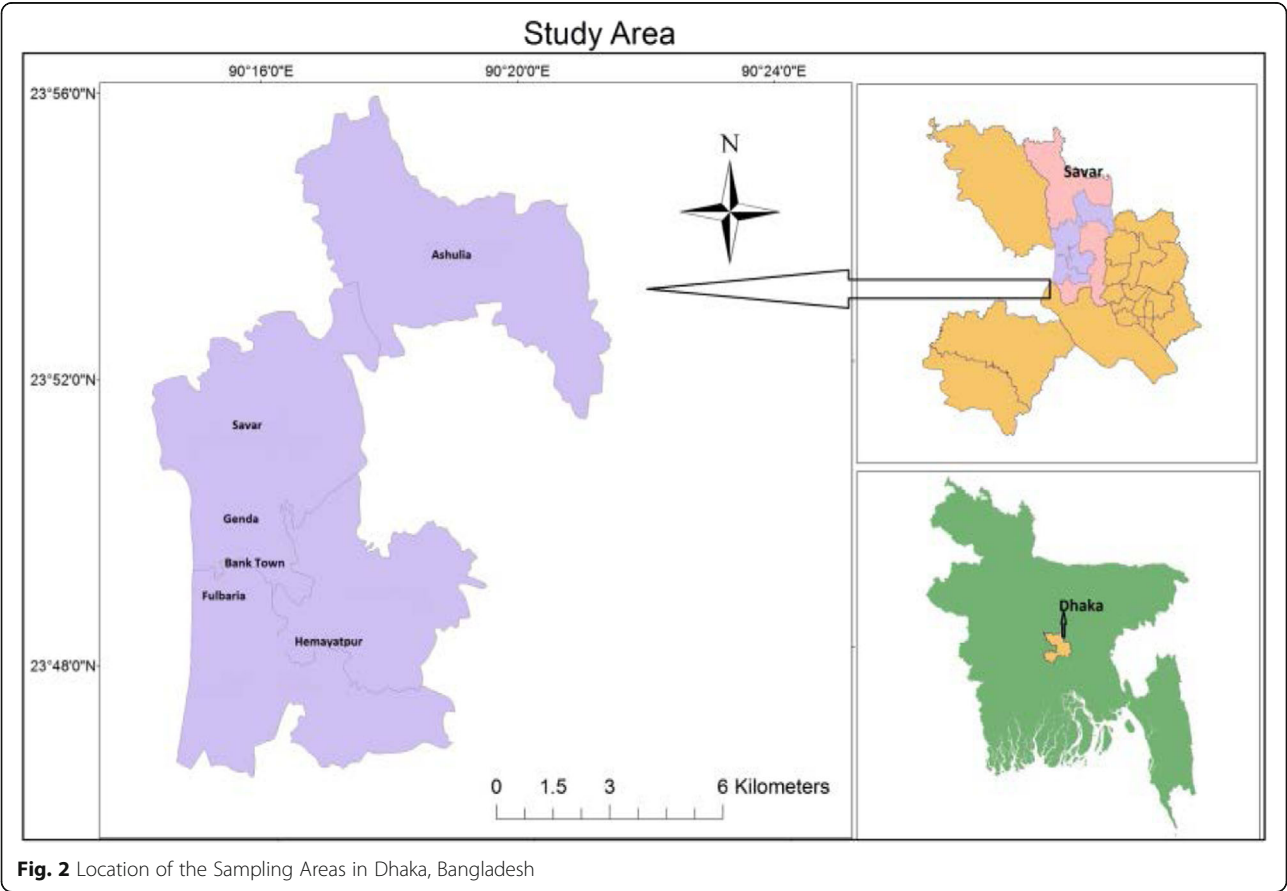 Study Area
90°16'0"E 90°20'0"E 90°24'0"E
23°56'0"N
N
Savar
Ashulia
23°52'0"N
Savar
Genda
Bank Town
Fulbaria
Dhaka
Hemayatpur
23°48'0"N
0 1.5 3 6 Kilometers
Fig. 2 Location of the Sampling Areas in Dhaka, Bangladesh